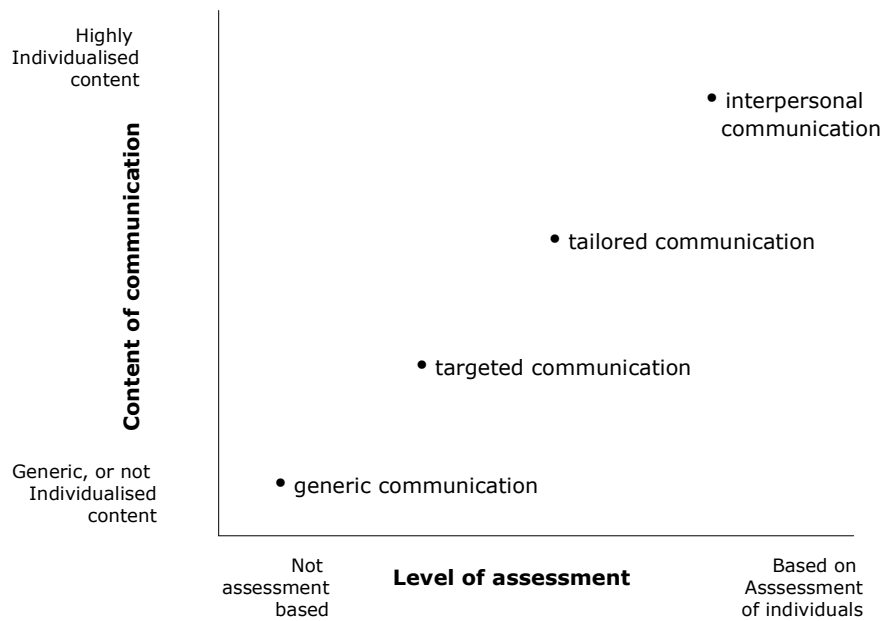 Highly
Individualised
content
• interpersonal
communication
Content of communication
• tailored communication
• targeted communication
Generic, or not
Individualised
content
• generic communication
Not
assessment
based
Level of assessment
Based on
Asssessment
of individuals